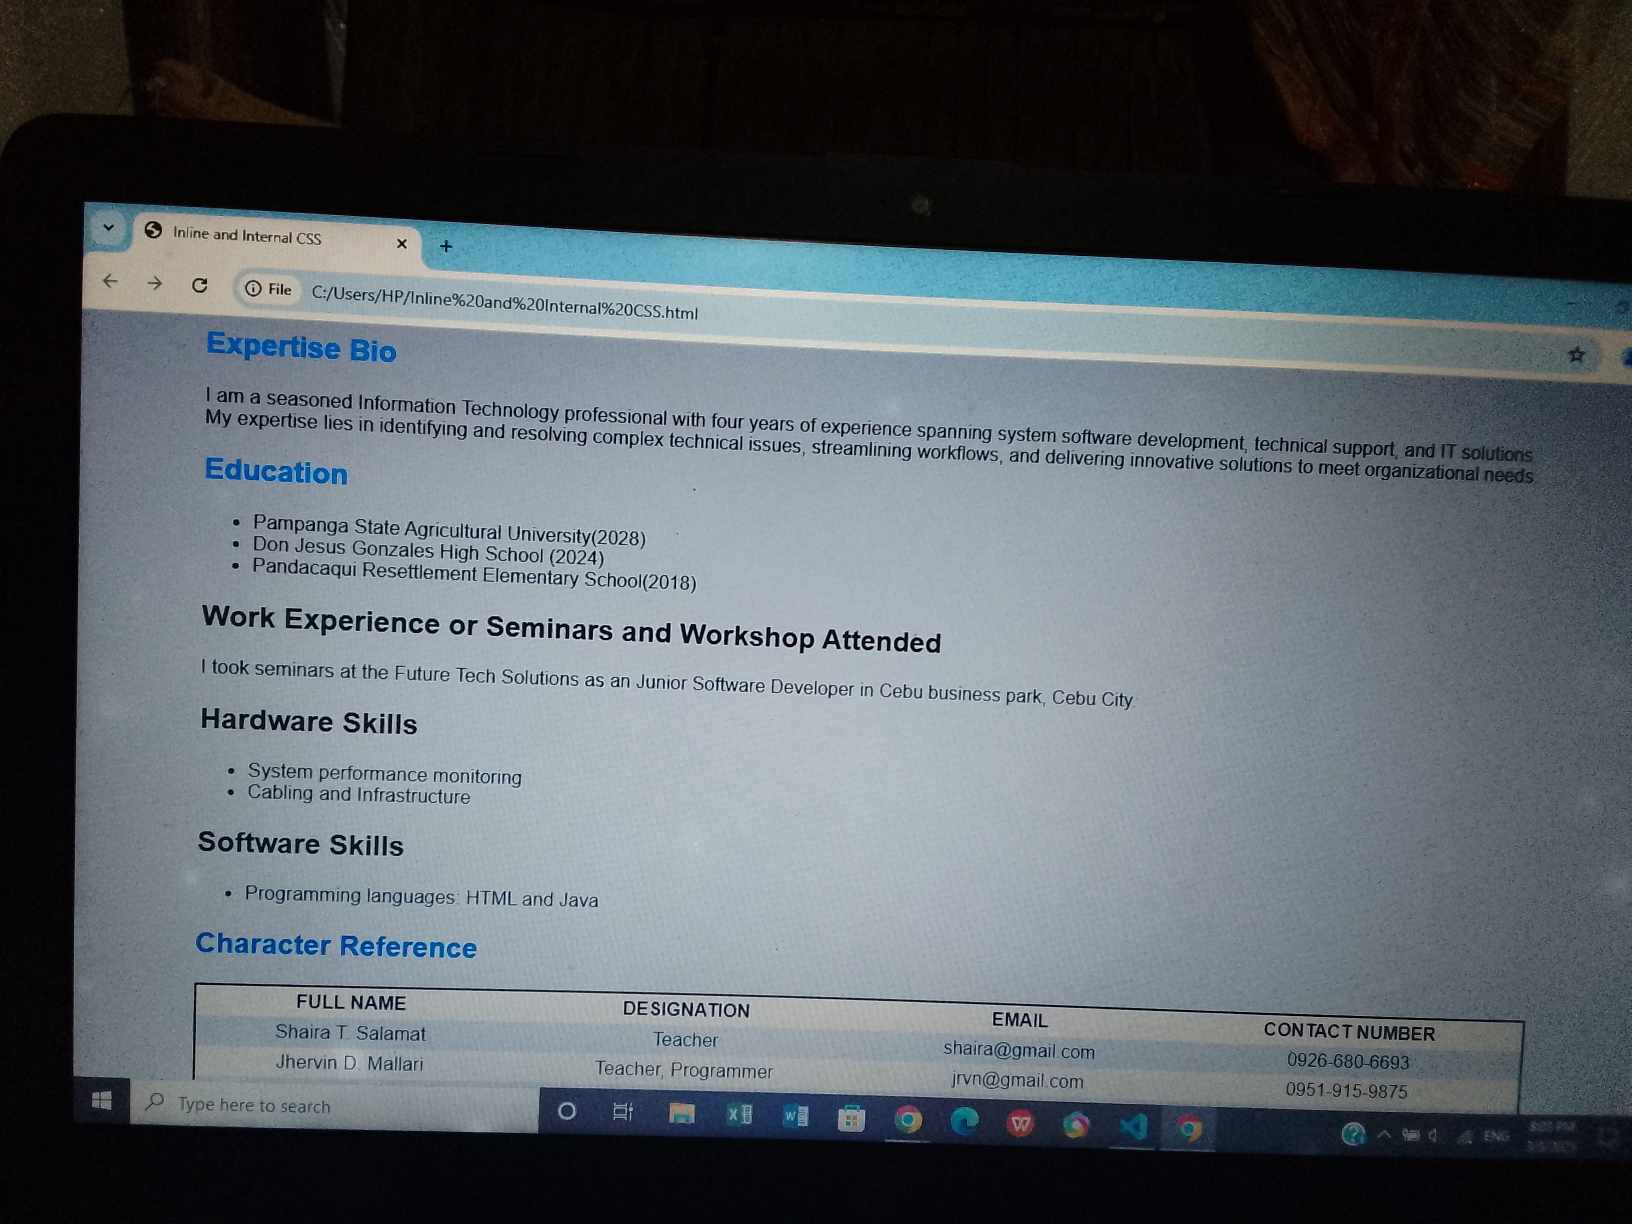 Inline and Internal CSS
File C:/Users/HP/Inline%20and%20Internal%20CSS.html
Expertise Bio
I am a seasoned Information Technology professional with four years of experience spanning system software development, technical support, and IT solutions
My expertise lies in identifying and resolving complex technical issues, streamlining workflows, and delivering innovative solutions to meet organizational needs
Education
• Pampanga State Agricultural University(2028)
• Don Jesus Gonzales High School (2024)
• Pandacaqui Resettlement Elementary School(2018)
Work Experience or Seminars and Workshop Attended
I took seminars at the Future Tech Solutions as an Junior Software Developer in Cebu business park, Cebu City.
Hardware Skills
• System performance monitoring
• Cabling and Infrastructure
Software Skills
• Programming languages: HTML and Java
Character Reference
FULL NAME DESIGNATION EMAIL CONTACT NUMBER
Shaira T. Salamat Teacher shaira@gmail.com 0926-680-6693
Jhervin D. Mallari Teacher, Programmer jrvn@gmail.com 0951-915-9875
Type here to search
ENG